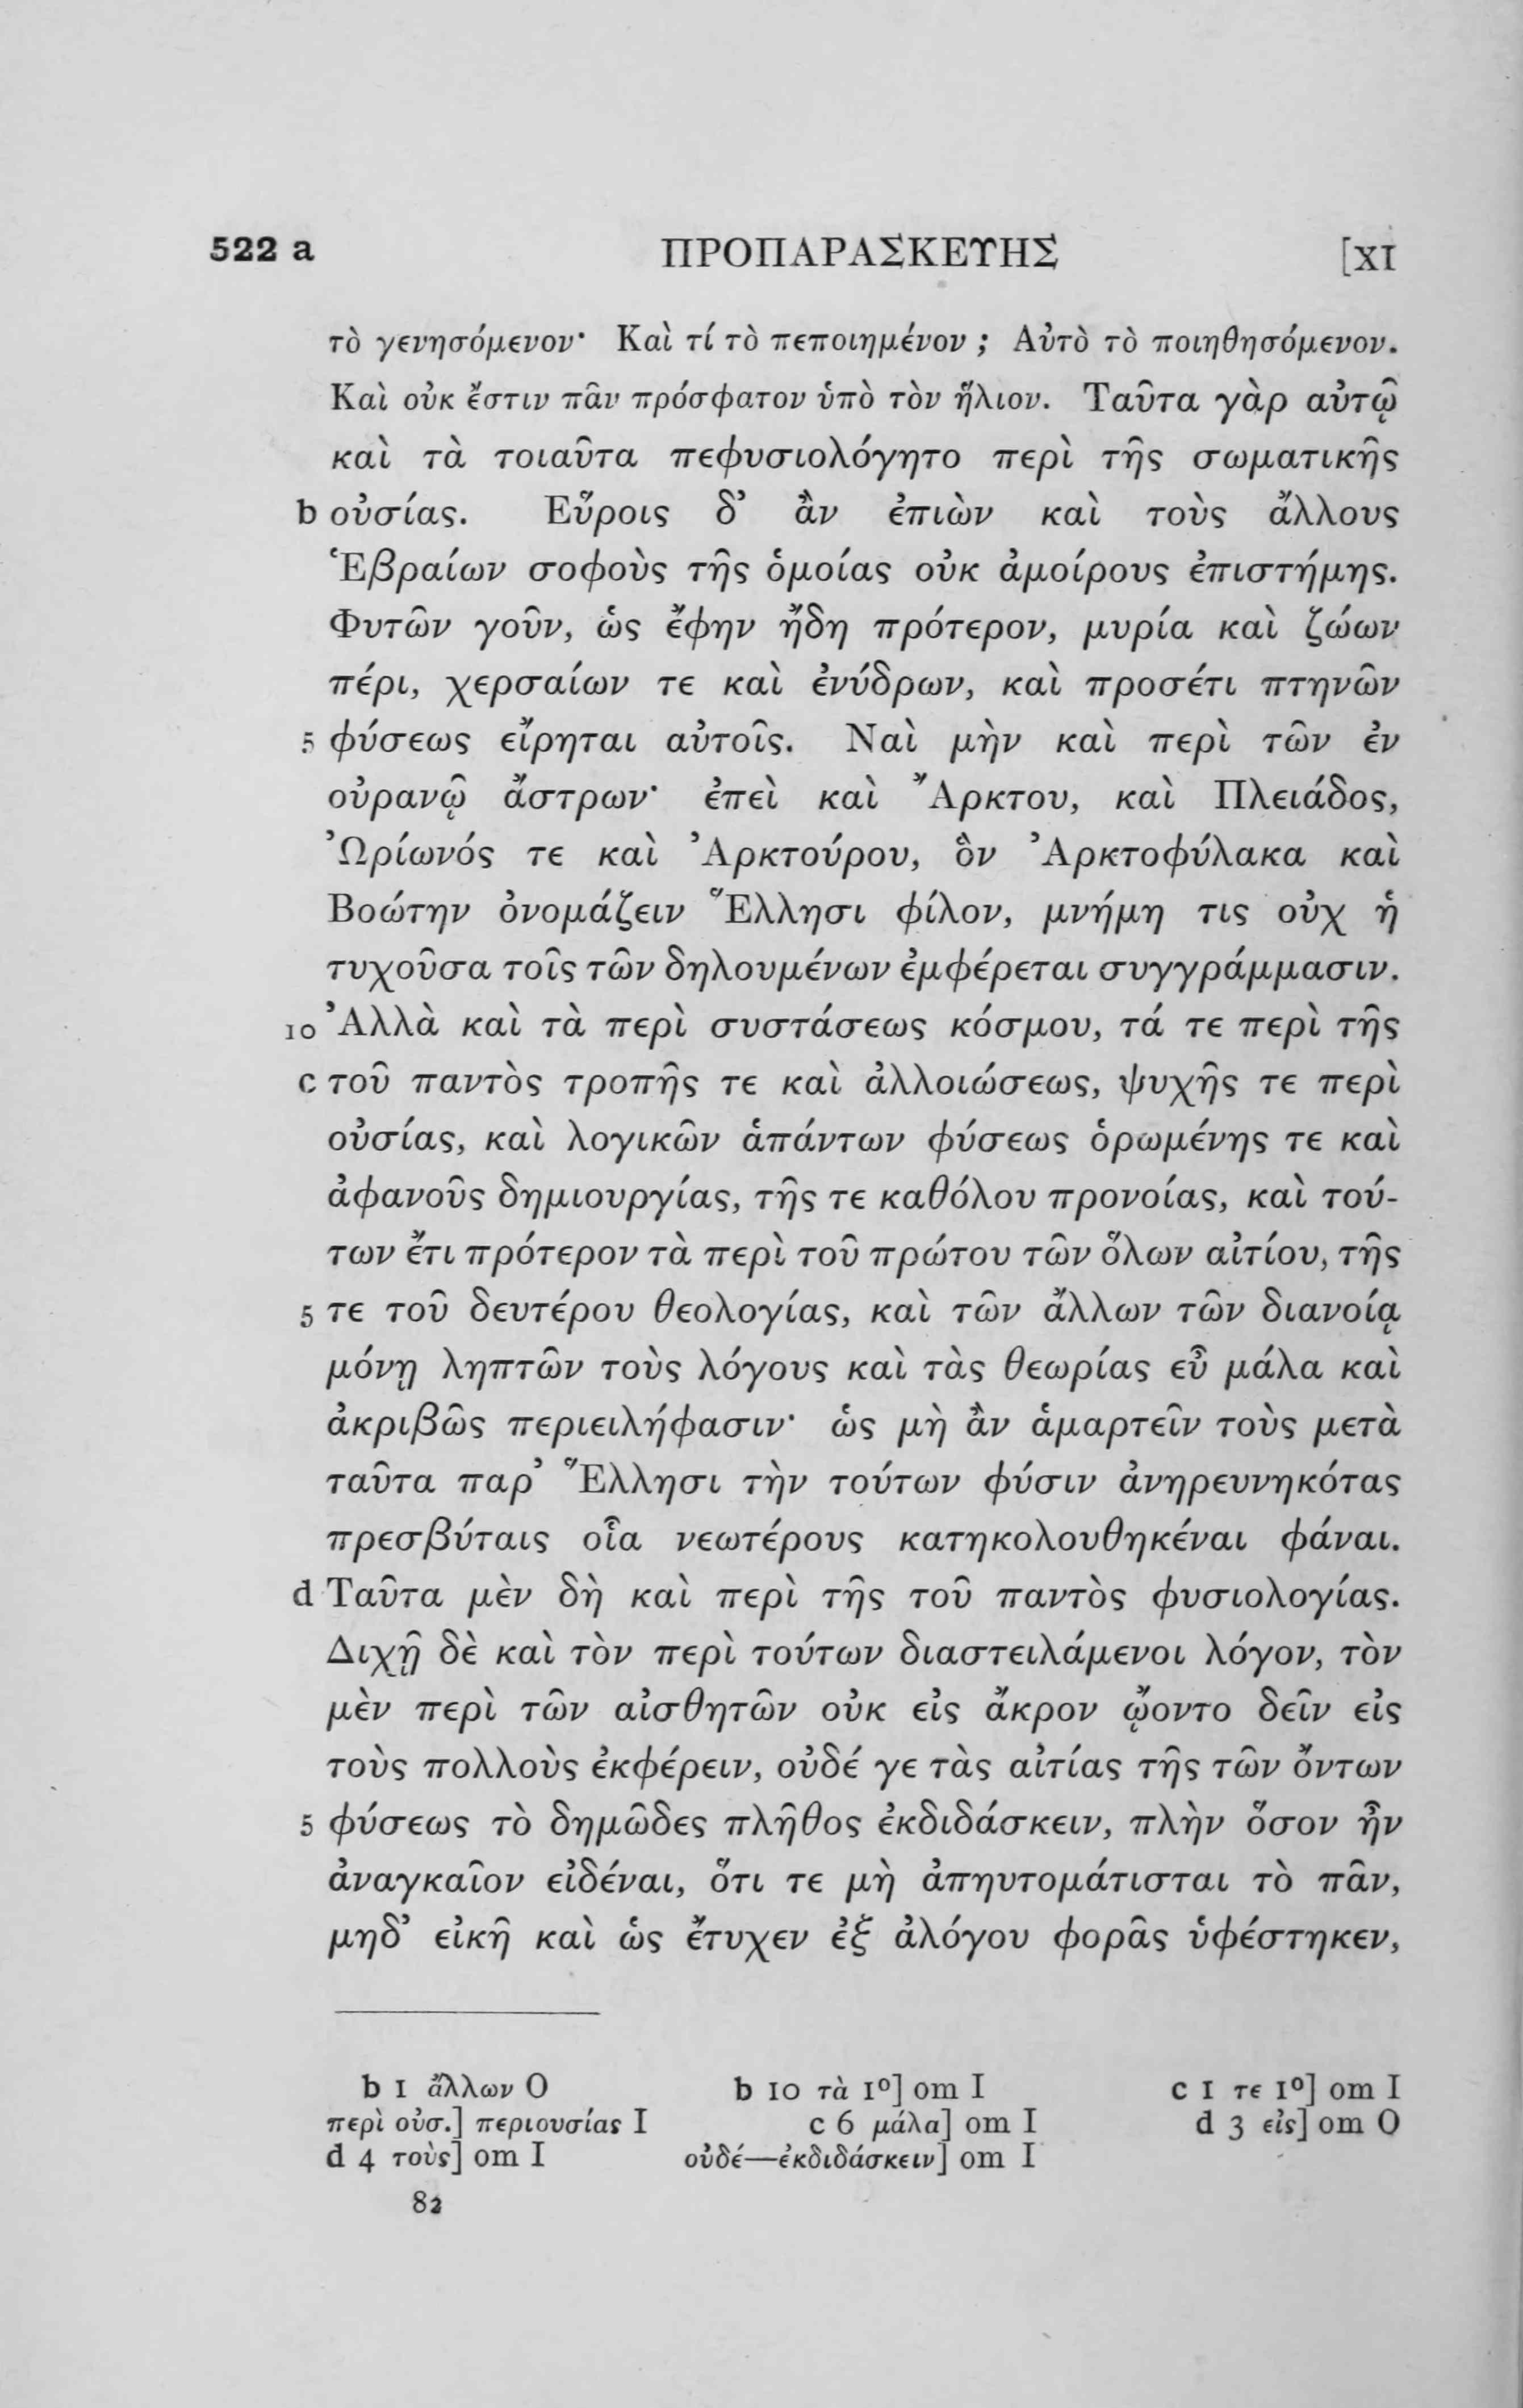 522 a ΠΡΟΠΑΡΑΣΚΕΥΗΣ [XI
τὸ γενησόμενον· Καὶ τί τὸ πεποιημένον ; Αὐτὸ τὸ ποιηθησόμενον.
Καὶ οὐκ ἔστιν πᾶν πρόσφατον ὑπὸ τὸν ἥλιον. Ταῦτα γὰρ αὐτῷ
καὶ τὰ τοιαῦτα πεφυσιολόγητο περὶ τῆς σωματικῆς
b οὐσίας. Εὕροις δ’ ἂν ἐπιὼν καὶ τοὺς ἄλλους
Ἑβραίων σοφοὺς τῆς ὁμοίας οὐκ ἀμοίρους ἐπιστήμης.
Φυτῶν γοῦν, ὡς ἔφην ἤδη πρότερον, μυρία καὶ ζώων
πέρι, χερσαίων τε καὶ ἐνύδρων, καὶ προσέτι πτηνῶν
5 φύσεως εἴρηται αὐτοῖς. Ναὶ μὴν καὶ περὶ τῶν ἐν
οὐρανῷ ἄστρων· ἐπεὶ καὶ Ἄρκτου, καὶ Πλειάδος,
Ὠρίωνός τε καὶ Ἀρκτούρου, ὃν Ἀρκτοφύλακα καὶ
Βοώτην ὀνομάζειν Ἕλλησι φίλον, μνήμη τις οὐχ ἡ
τυχοῦσα τοῖς τῶν δηλουμένων ἐμφέρεται συγγράμμασιν.
10 Ἀλλὰ καὶ τὰ περὶ συστάσεως κόσμου, τά τε περὶ τῆς
c τοῦ παντὸς τροπῆς τε καὶ ἀλλοιώσεως, ψυχῆς τε περὶ
οὐσίας, καὶ λογικῶν ἁπάντων φύσεως ὁρωμένης τε καὶ
ἀφανοῦς δημιουργίας, τῆς τε καθόλου προνοίας, καὶ τού-
των ἔτι πρότερον τὰ περὶ τοῦ πρώτου τῶν ὅλων αἰτίου, τῆς
5 τε τοῦ δευτέρου θεολογίας, καὶ τῶν ἄλλων τῶν διανοίᾳ
μόνῃ ληπτῶν τοὺς λόγους καὶ τὰς θεωρίας εὖ μάλα καὶ
ἀκριβῶς περιειλήφασιν· ὡς μὴ ἂν ἁμαρτεῖν τοὺς μετὰ
ταῦτα παρ’ Ἕλλησι τὴν τούτων φύσιν ἀνηρευνηκότας
πρεσβύταις οἷα νεωτέρους κατηκολουθηκέναι φάναι.
d Ταῦτα μὲν δὴ καὶ περὶ τῆς τοῦ παντὸς φυσιολογίας.
Διχῇ δὲ καὶ τὸν περὶ τούτων διαστειλάμενοι λόγον, τὸν
μὲν περὶ τῶν αἰσθητῶν οὐκ εἰς ἄκρον ᾤοντο δεῖν εἰς
τοὺς πολλοὺς ἐκφέρειν, οὐδέ γε τὰς αἰτίας τῆς τῶν ὄντων
5 φύσεως τὸ δημῶδες πλῆθος ἐκδιδάσκειν, πλὴν ὅσον ἦν
ἀναγκαῖον εἰδέναι, ὅτι τε μὴ ἀπηυτομάτισται τὸ πᾶν,
μηδ’ εἰκῆ καὶ ὡς ἔτυχεν ἐξ ἀλόγου φορᾶς ὑφέστηκεν,
b 1 ἄλλων O b 10 τὰ 1º] om I c 1 τε 1º] om I
περὶ οὐσ.] περιουσίας I c 6 μάλα] om I d 3 εἰς] om O
d 4 τοὺς] om I οὐδέ—ἐκδιδάσκειν] om I
82